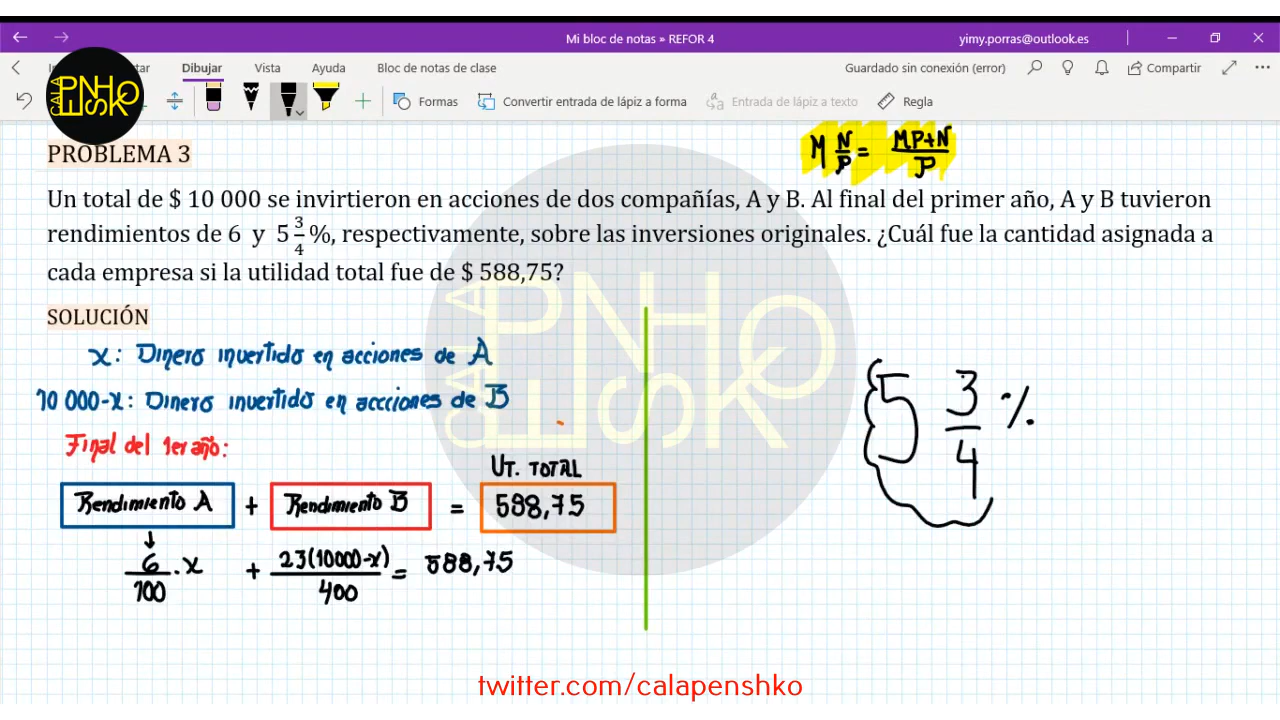 Mi bloc de notas » REFOR 4
yimy.porras@outlook.es
Dibujar Vista Ayuda Bloc de notas de clase
Guardado sin conexión (error) Compartir
Formas Convertir entrada de lápiz a forma Entrada de lápiz a texto Regla
CALA PENSHKO
M N/P = MP+N/P
PROBLEMA 3
Un total de $ 10 000 se invirtieron en acciones de dos compañías, A y B. Al final del primer año, A y B tuvieron
rendimientos de 6 y 5 3/4 %, respectivamente, sobre las inversiones originales. ¿Cuál fue la cantidad asignada a
cada empresa si la utilidad total fue de $ 588,75?
SOLUCIÓN
x: Dinero invertido en acciones de A
10 000-x: Dinero invertido en accciones de B
Final del 1er año:
UT. TOTAL
Rendimiento A + Rendimiento B = 588,75
6/100 . x + 23(10000-x)/400 = 588,75
5 3/4 %
twitter.com/calapenshko